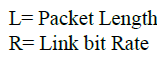 L= Packet Length
R= Link bit Rate